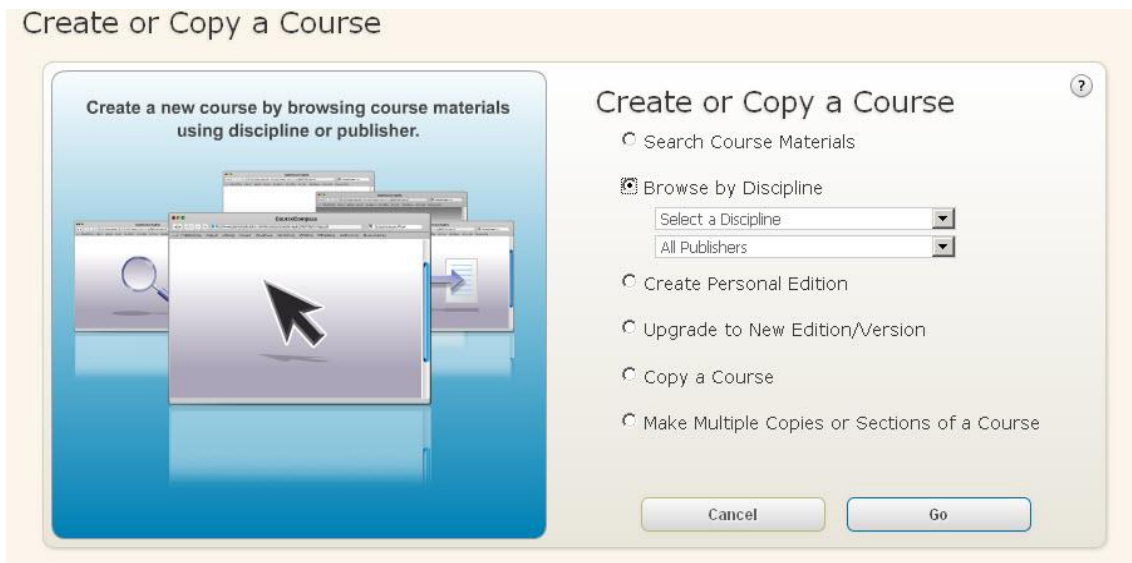 Create or Copy a Course
Create a new course by browsing course materials
using discipline or publisher.
CourseCompass
Create or Copy a Course
?
Search Course Materials
Browse by Discipline
Select a Discipline
All Publishers
Create Personal Edition
Upgrade to New Edition/Version
Copy a Course
Make Multiple Copies or Sections of a Course
Cancel
Go